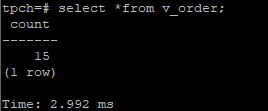 tpch=# select *from v_order;
count
-------
15
(1 row)
Time: 2.992 ms